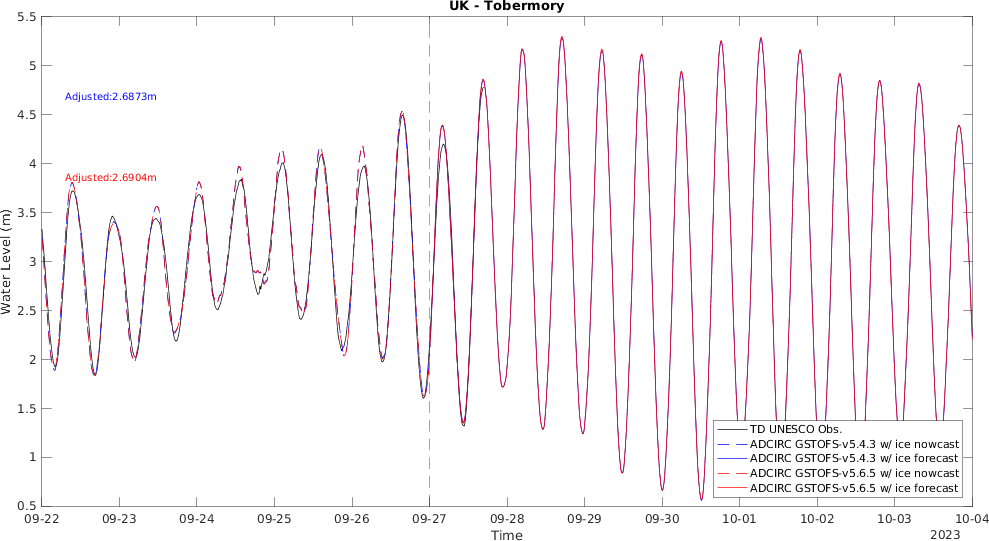 UK - Tobermory
5.5
5
4.5
4
3.5
3
2.5
2
1.5
1
0.5
Water Level (m)
Adjusted:2.6873m
Adjusted:2.6904m
TD UNESCO Obs.
ADCIRC GSTOFS-v5.4.3 w/ ice nowcast
ADCIRC GSTOFS-v5.4.3 w/ ice forecast
ADCIRC GSTOFS-v5.6.5 w/ ice nowcast
ADCIRC GSTOFS-v5.6.5 w/ ice forecast
09-22 09-23 09-24 09-25 09-26 09-27 09-28 09-29 09-30 10-01 10-02 10-03 10-04
Time
2023